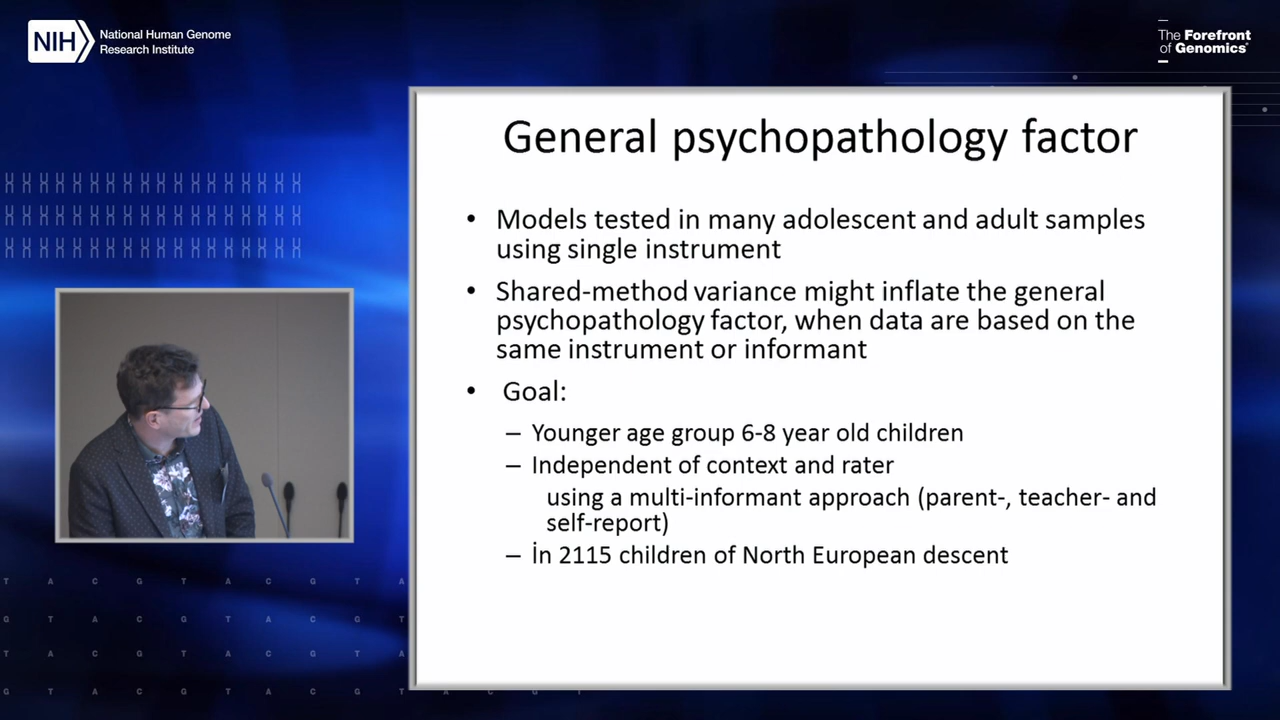 NIH
National Human Genome
Research Institute
The Forefront
of Genomics®
General psychopathology factor
• Models tested in many adolescent and adult samples
using single instrument
• Shared-method variance might inflate the general
psychopathology factor, when data are based on the
same instrument or informant
• Goal:
– Younger age group 6-8 year old children
– Independent of context and rater
using a multi-informant approach (parent-, teacher- and
self-report)
– In 2115 children of North European descent
T A C G T A C G T A
G T A C G T A C G T
T A C G T A C G T A
G T A C G T A C G T A C G T